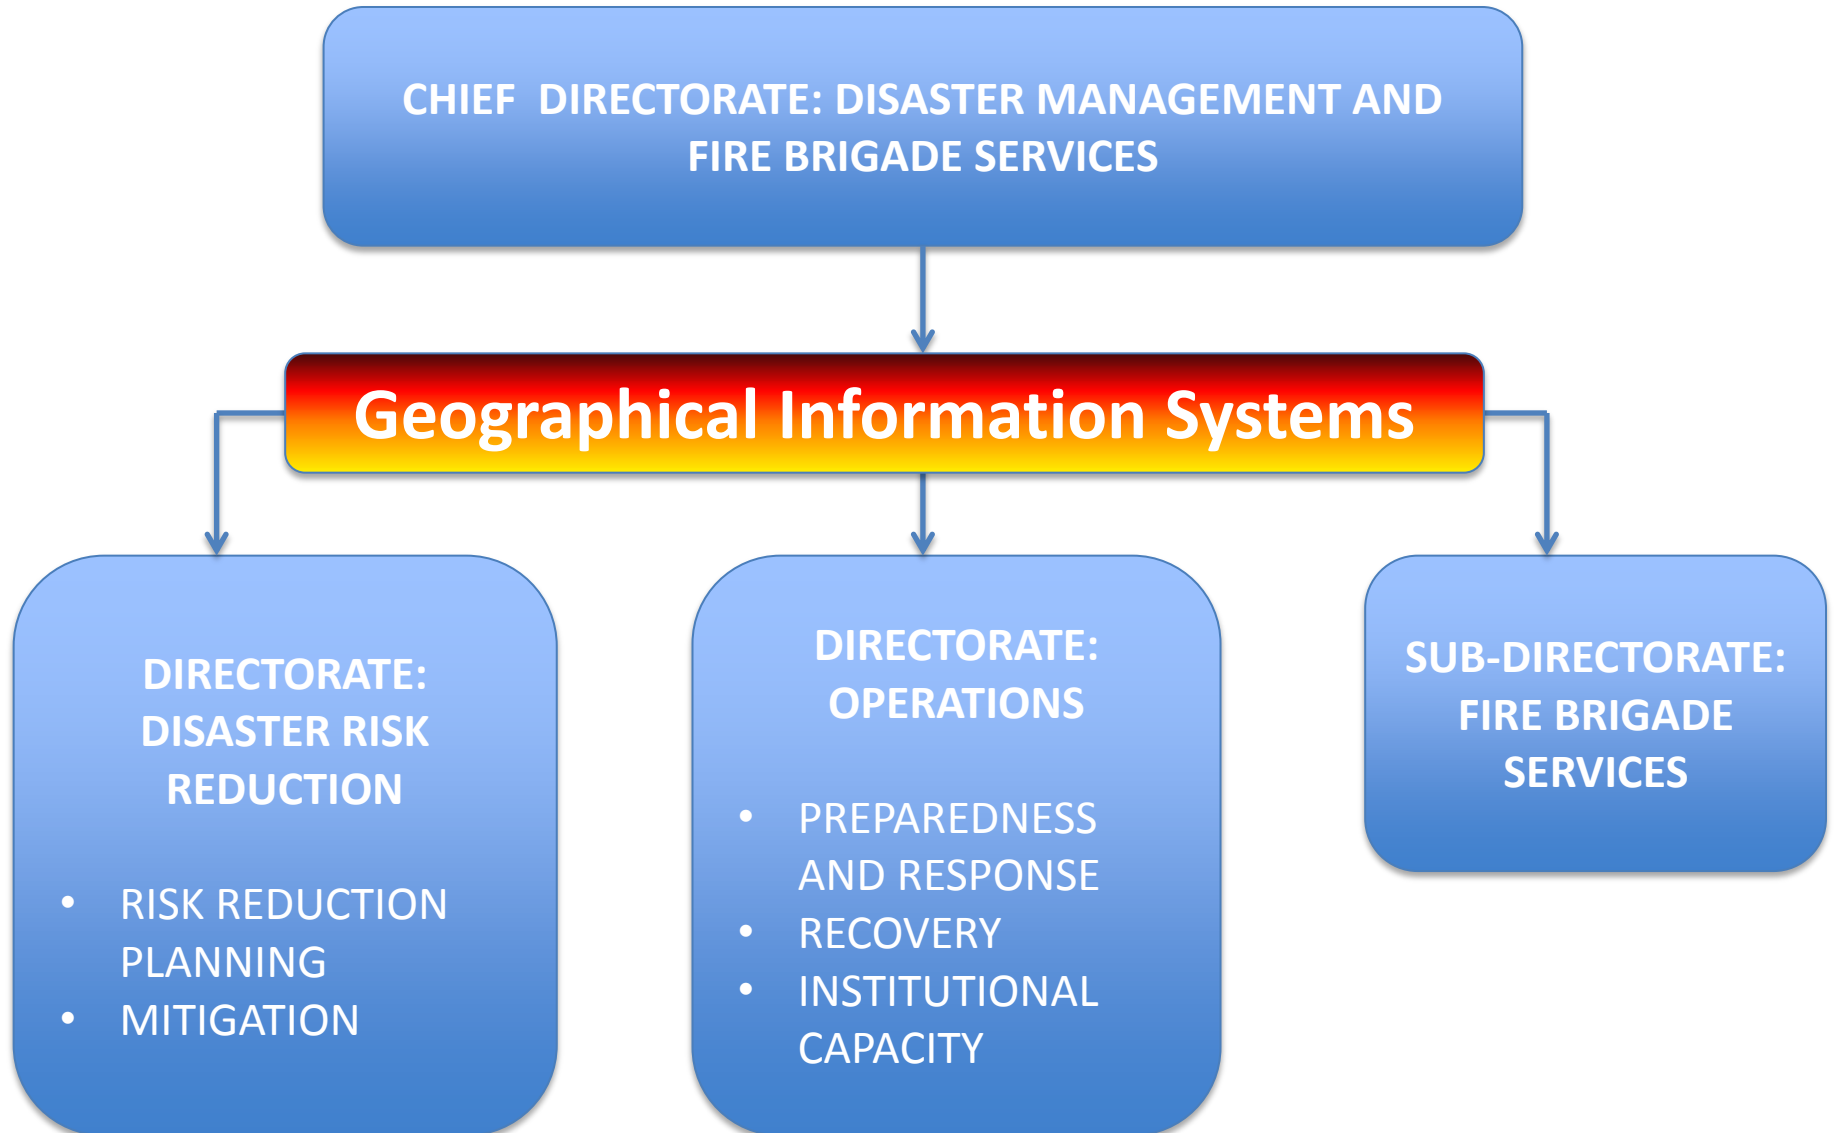 CHIEF DIRECTORATE: DISASTER MANAGEMENT AND
FIRE BRIGADE SERVICES
Geographical Information Systems
DIRECTORATE:
DISASTER RISK
REDUCTION
• RISK REDUCTION
PLANNING
• MITIGATION
DIRECTORATE:
OPERATIONS
• PREPAREDNESS
AND RESPONSE
• RECOVERY
• INSTITUTIONAL
CAPACITY
SUB-DIRECTORATE:
FIRE BRIGADE
SERVICES